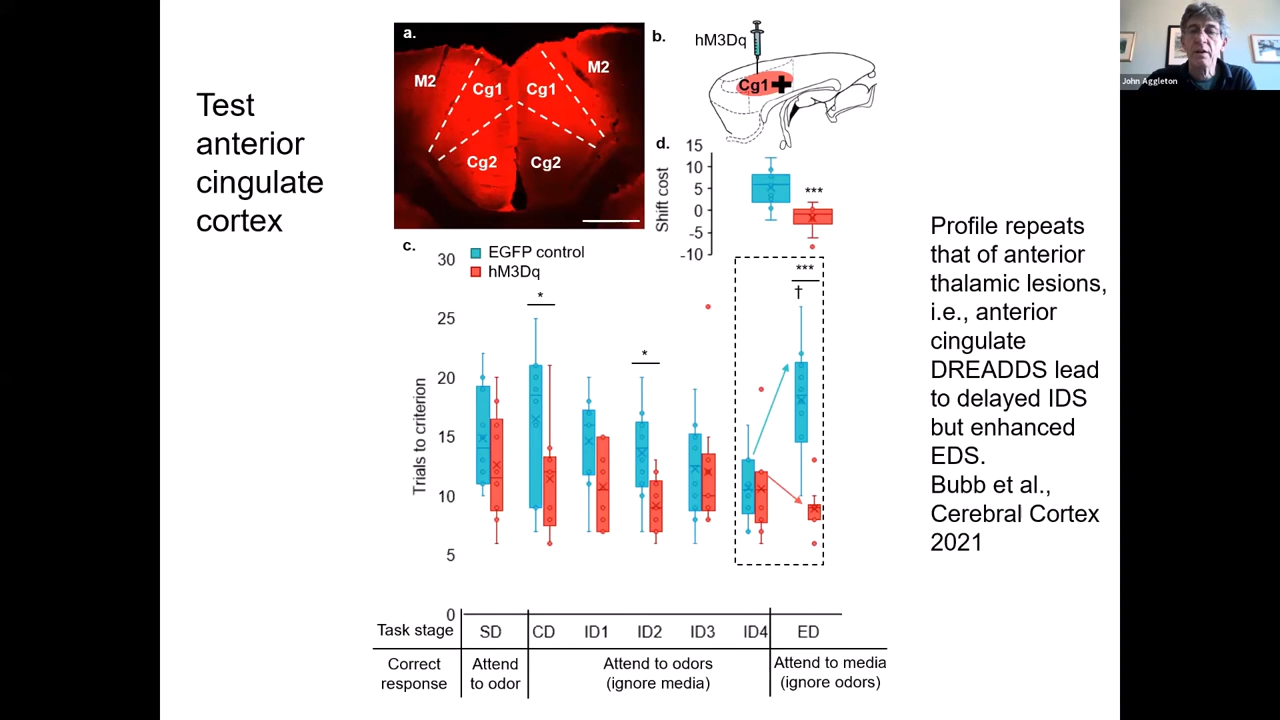 Test
anterior
cingulate
cortex
a.
M2
Cg1
Cg1
M2
Cg2
Cg2
b.
hM3Dq
Cg1
d.
Shift cost
15
10
5
0
-5
-10
***
c.
EGFP control
hM3Dq
Trials to criterion
30
25
20
15
10
5
0
*
*
***
†
Task stage SD CD ID1 ID2 ID3 ID4 ED
Correct
response
Attend
to odor
Attend to odors
(ignore media)
Attend to media
(ignore odors)
Profile repeats
that of anterior
thalamic lesions,
i.e., anterior
cingulate
DREADDS lead
to delayed IDS
but enhanced
EDS.
Bubb et al.,
Cerebral Cortex
2021
John Aggleton